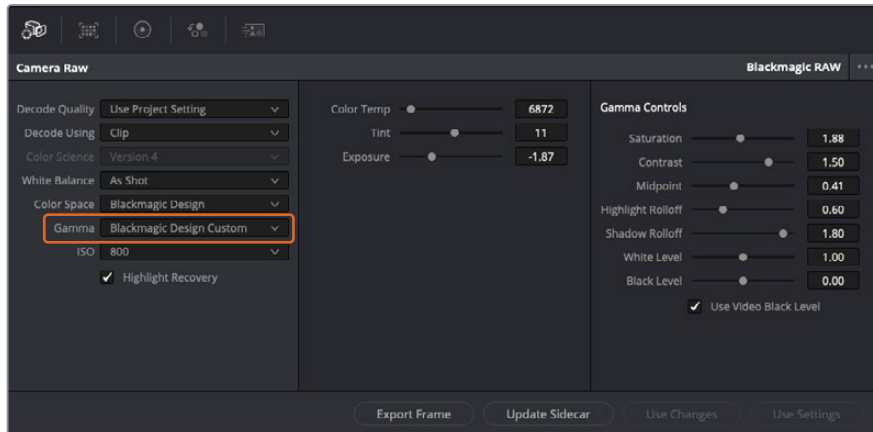 Camera Raw
Blackmagic RAW
Decode Quality Use Project Setting
Decode Using Clip
Color Science Version 4
White Balance As Shot
Color Space Blackmagic Design
Gamma Blackmagic Design Custom
ISO 800
Highlight Recovery
Color Temp 6872
Tint 11
Exposure -1.87
Gamma Controls
Saturation 1.88
Contrast 1.50
Midpoint 0.41
Highlight Rolloff 0.60
Shadow Rolloff 1.80
White Level 1.00
Black Level 0.00
Use Video Black Level
Export Frame Update Sidecar Use Changes Use Settings